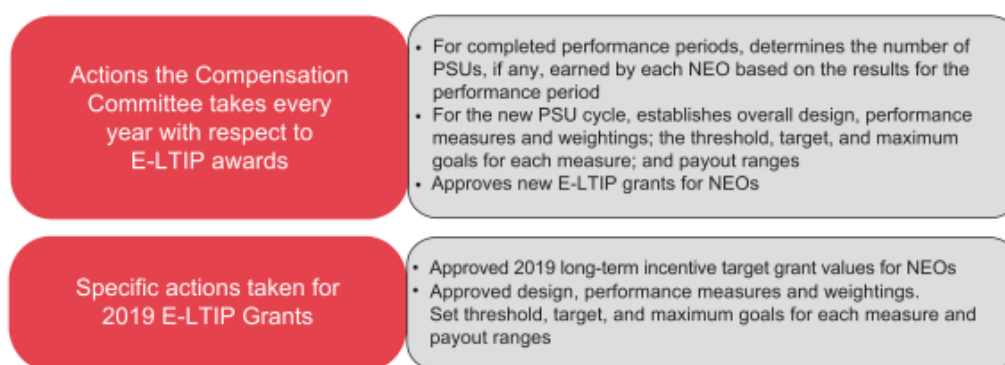 Actions the Compensation
Committee takes every
year with respect to
E-LTIP awards
• For completed performance periods, determines the number of
PSUs, if any, earned by each NEO based on the results for the
performance period
• For the new PSU cycle, establishes overall design, performance
measures and weightings; the threshold, target, and maximum
goals for each measure; and payout ranges
• Approves new E-LTIP grants for NEOs
Specific actions taken for
2019 E-LTIP Grants
• Approved 2019 long-term incentive target grant values for NEOs
• Approved design, performance measures and weightings.
Set threshold, target, and maximum goals for each measure and
payout ranges